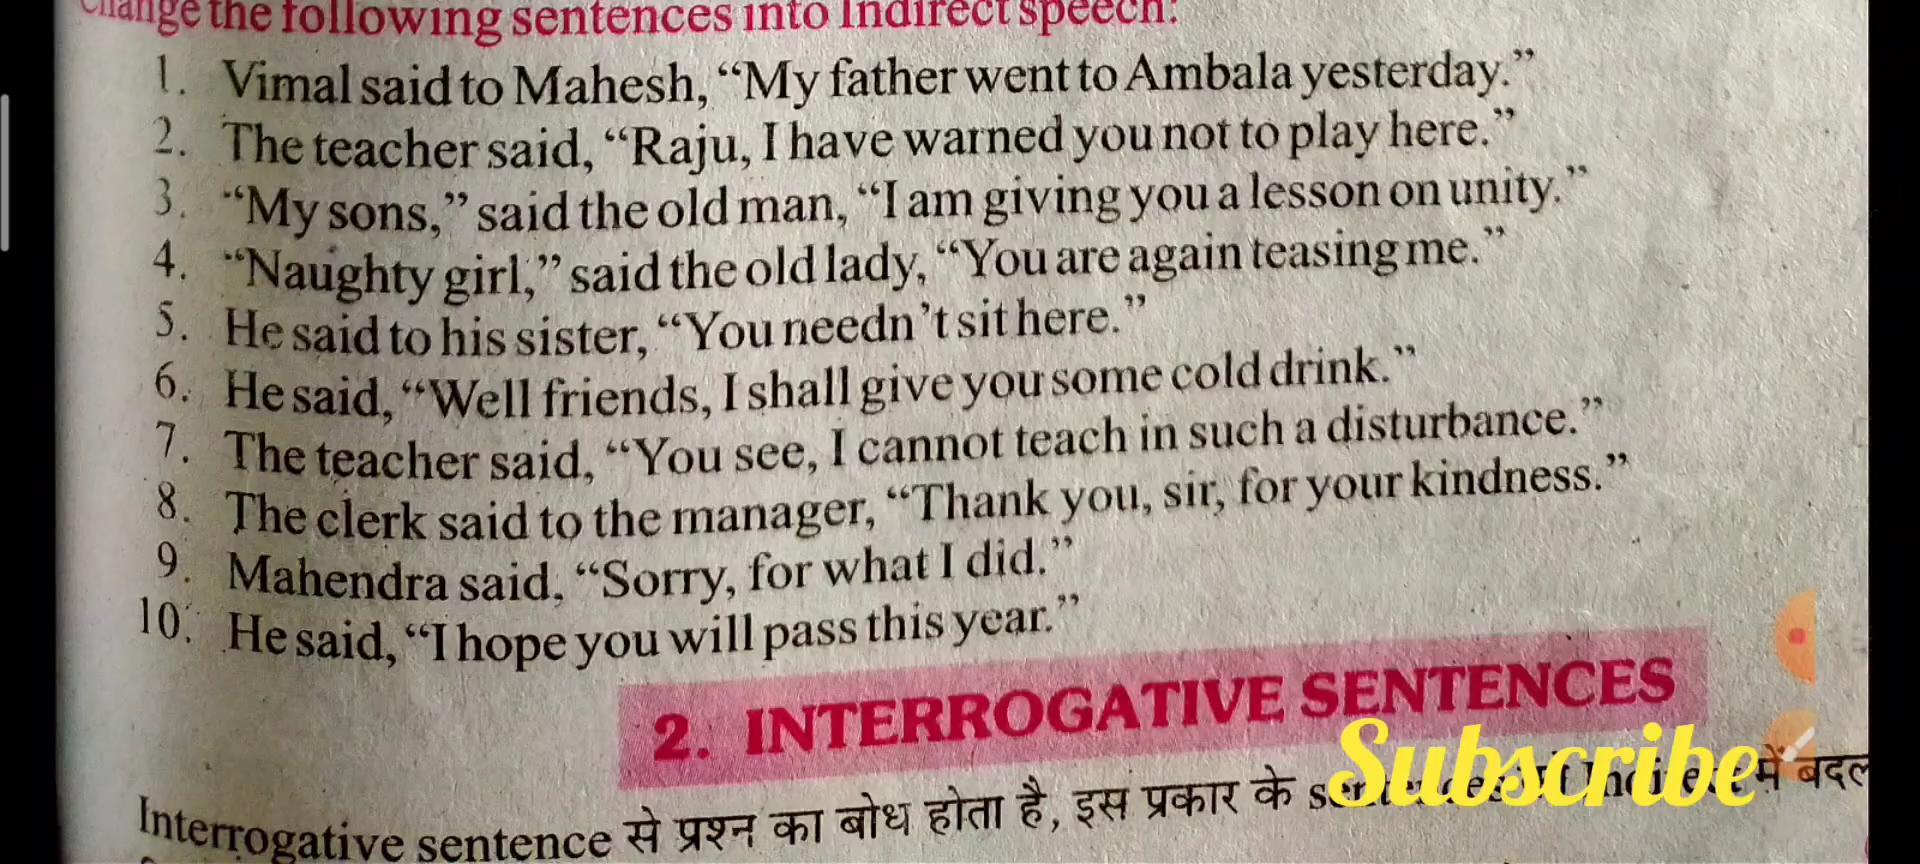 Change the following sentences into Indirect speech:
1. Vimal said to Mahesh, “My father went to Ambala yesterday.”
2. The teacher said, “Raju, I have warned you not to play here.”
3. “My sons,” said the old man, “I am giving you a lesson on unity.”
4. “Naughty girl,” said the old lady, “You are again teasing me.”
5. He said to his sister, “You needn’t sit here.”
6. He said, “Well friends, I shall give you some cold drink.”
7. The teacher said, “You see, I cannot teach in such a disturbance.”
8. The clerk said to the manager, “Thank you, sir, for your kindness.”
9. Mahendra said, “Sorry, for what I did.”
10. He said, “I hope you will pass this year.”
2. INTERROGATIVE SENTENCES
Subscribe
Interrogative sentence से प्रश्न का बोध होता है, इस प्रकार के में बदल